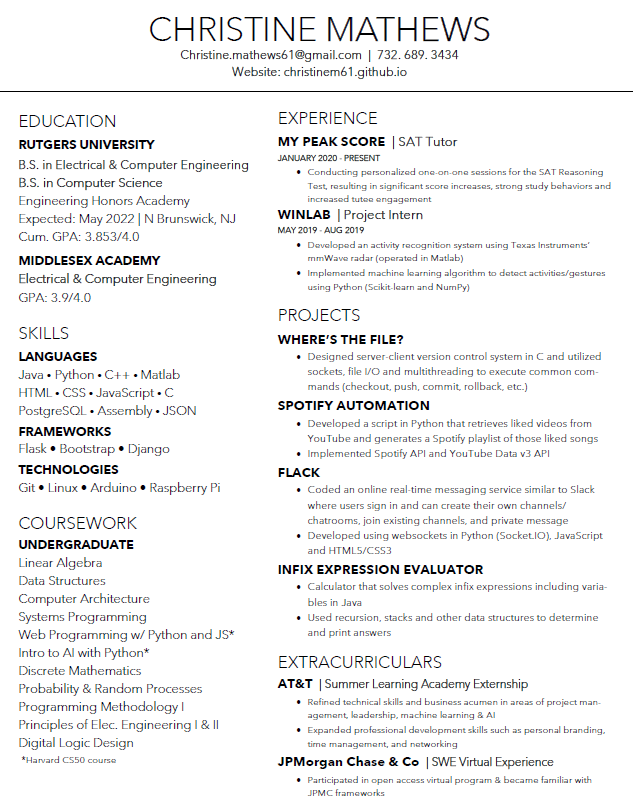 CHRISTINE MATHEWS
Christine.mathews61@gmail.com | 732. 689. 3434
Website: christinem61.github.io
EDUCATION
RUTGERS UNIVERSITY
B.S. in Electrical & Computer Engineering
B.S. in Computer Science
Engineering Honors Academy
Expected: May 2022 | N Brunswick, NJ
Cum. GPA: 3.853/4.0
MIDDLESEX ACADEMY
Electrical & Computer Engineering
GPA: 3.9/4.0
SKILLS
LANGUAGES
Java • Python • C++ • Matlab
HTML • CSS • JavaScript • C
PostgreSQL • Assembly • JSON
FRAMEWORKS
Flask • Bootstrap • Django
TECHNOLOGIES
Git • Linux • Arduino • Raspberry Pi
COURSEWORK
UNDERGRADUATE
Linear Algebra
Data Structures
Computer Architecture
Systems Programming
Web Programming w/ Python and JS*
Intro to AI with Python*
Discrete Mathematics
Probability & Random Processes
Programming Methodology I
Principles of Elec. Engineering I & II
Digital Logic Design
*Harvard CS50 course
EXPERIENCE
MY PEAK SCORE | SAT Tutor
JANUARY 2020 - PRESENT
• Conducting personalized one-on-one sessions for the SAT Reasoning
Test, resulting in significant score increases, strong study behaviors and
increased tutee engagement
WINLAB | Project Intern
MAY 2019 - AUG 2019
• Developed an activity recognition system using Texas Instruments'
mmWave radar (operated in Matlab)
• Implemented machine learning algorithm to detect activities/gestures
using Python (Scikit-learn and NumPy)
PROJECTS
WHERE'S THE FILE?
• Designed server-client version control system in C and utilized
sockets, file I/O and multithreading to execute common com-
mands (checkout, push, commit, rollback, etc.)
SPOTIFY AUTOMATION
• Developed a script in Python that retrieves liked videos from
YouTube and generates a Spotify playlist of those liked songs
• Implemented Spotify API and YouTube Data v3 API
FLACK
• Coded an online real-time messaging service similar to Slack
where users sign in and can create their own channels/
chatrooms, join existing channels, and private message
• Developed using websockets in Python (Socket.IO), JavaScript
and HTML5/CSS3
INFIX EXPRESSION EVALUATOR
• Calculator that solves complex infix expressions including varia-
bles in Java
• Used recursion, stacks and other data structures to determine
and print answers
EXTRACURRICULARS
AT&T | Summer Learning Academy Externship
• Refined technical skills and business acumen in areas of project man-
agement, leadership, machine learning & AI
• Expanded professional development skills such as personal branding,
time management, and networking
JPMorgan Chase & Co | SWE Virtual Experience
• Participated in open access virtual program & became familiar with
JPMC frameworks